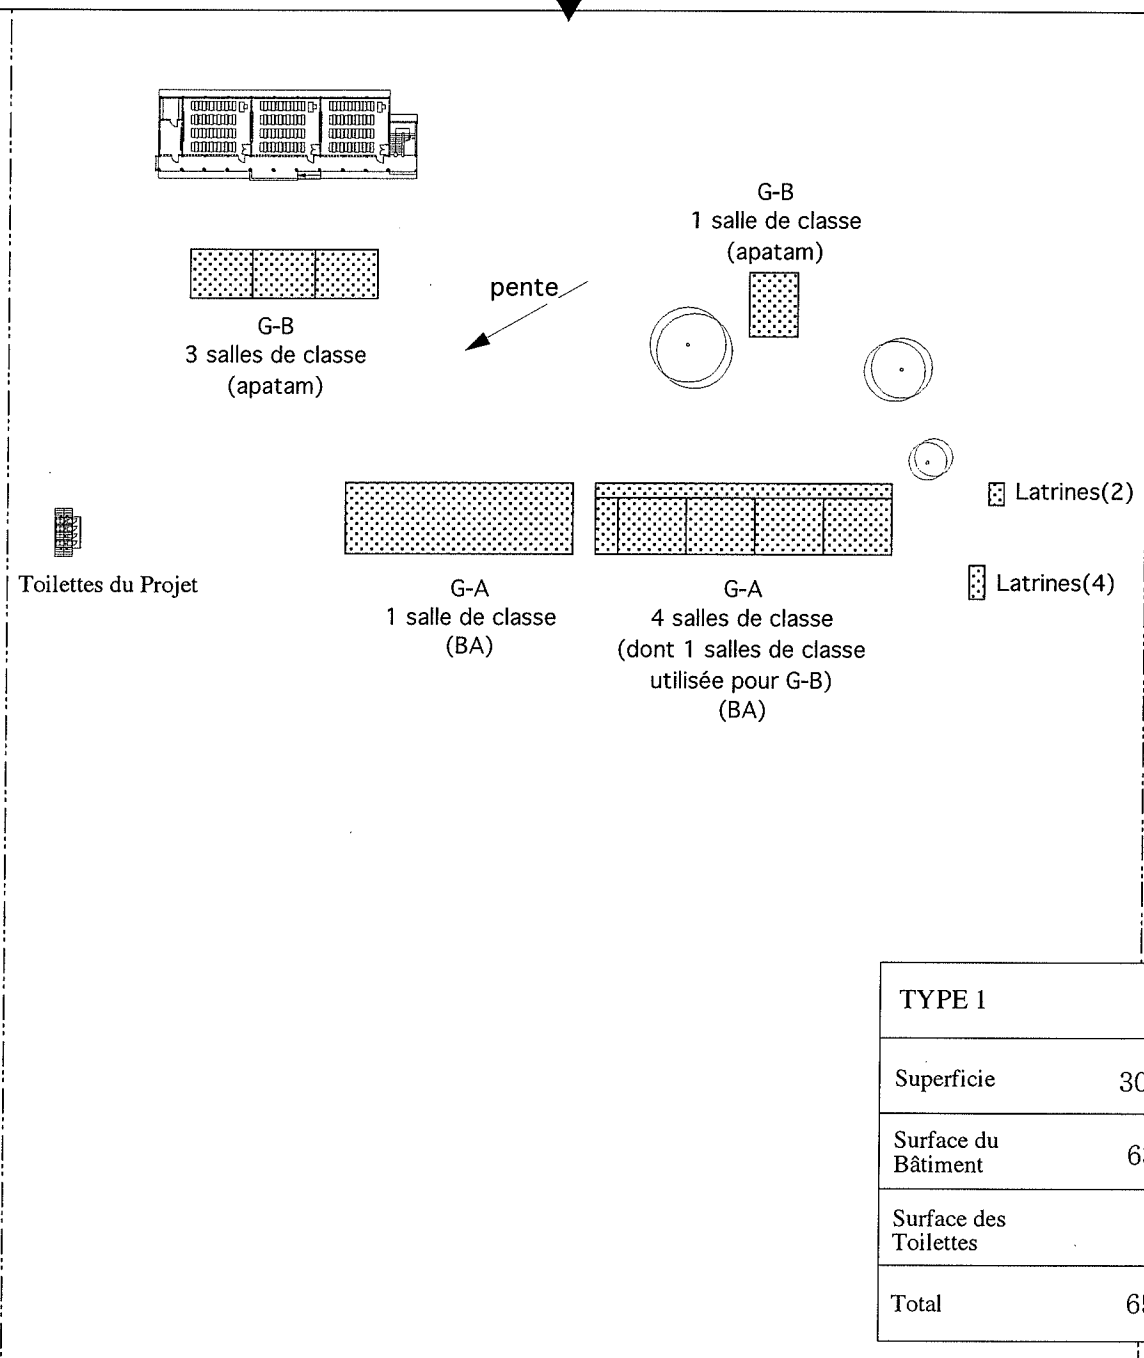 G-B
1 salle de classe
(apatam)
pente
G-B
3 salles de classe
(apatam)
Latrines(2)
Toilettes du Projet
G-A
1 salle de classe
(BA)
G-A
4 salles de classe
(dont 1 salles de classe
utilisée pour G-B)
(BA)
Latrines(4)
TYPE 1
Superficie
Surface du
Bâtiment
Surface des
Toilettes
Total